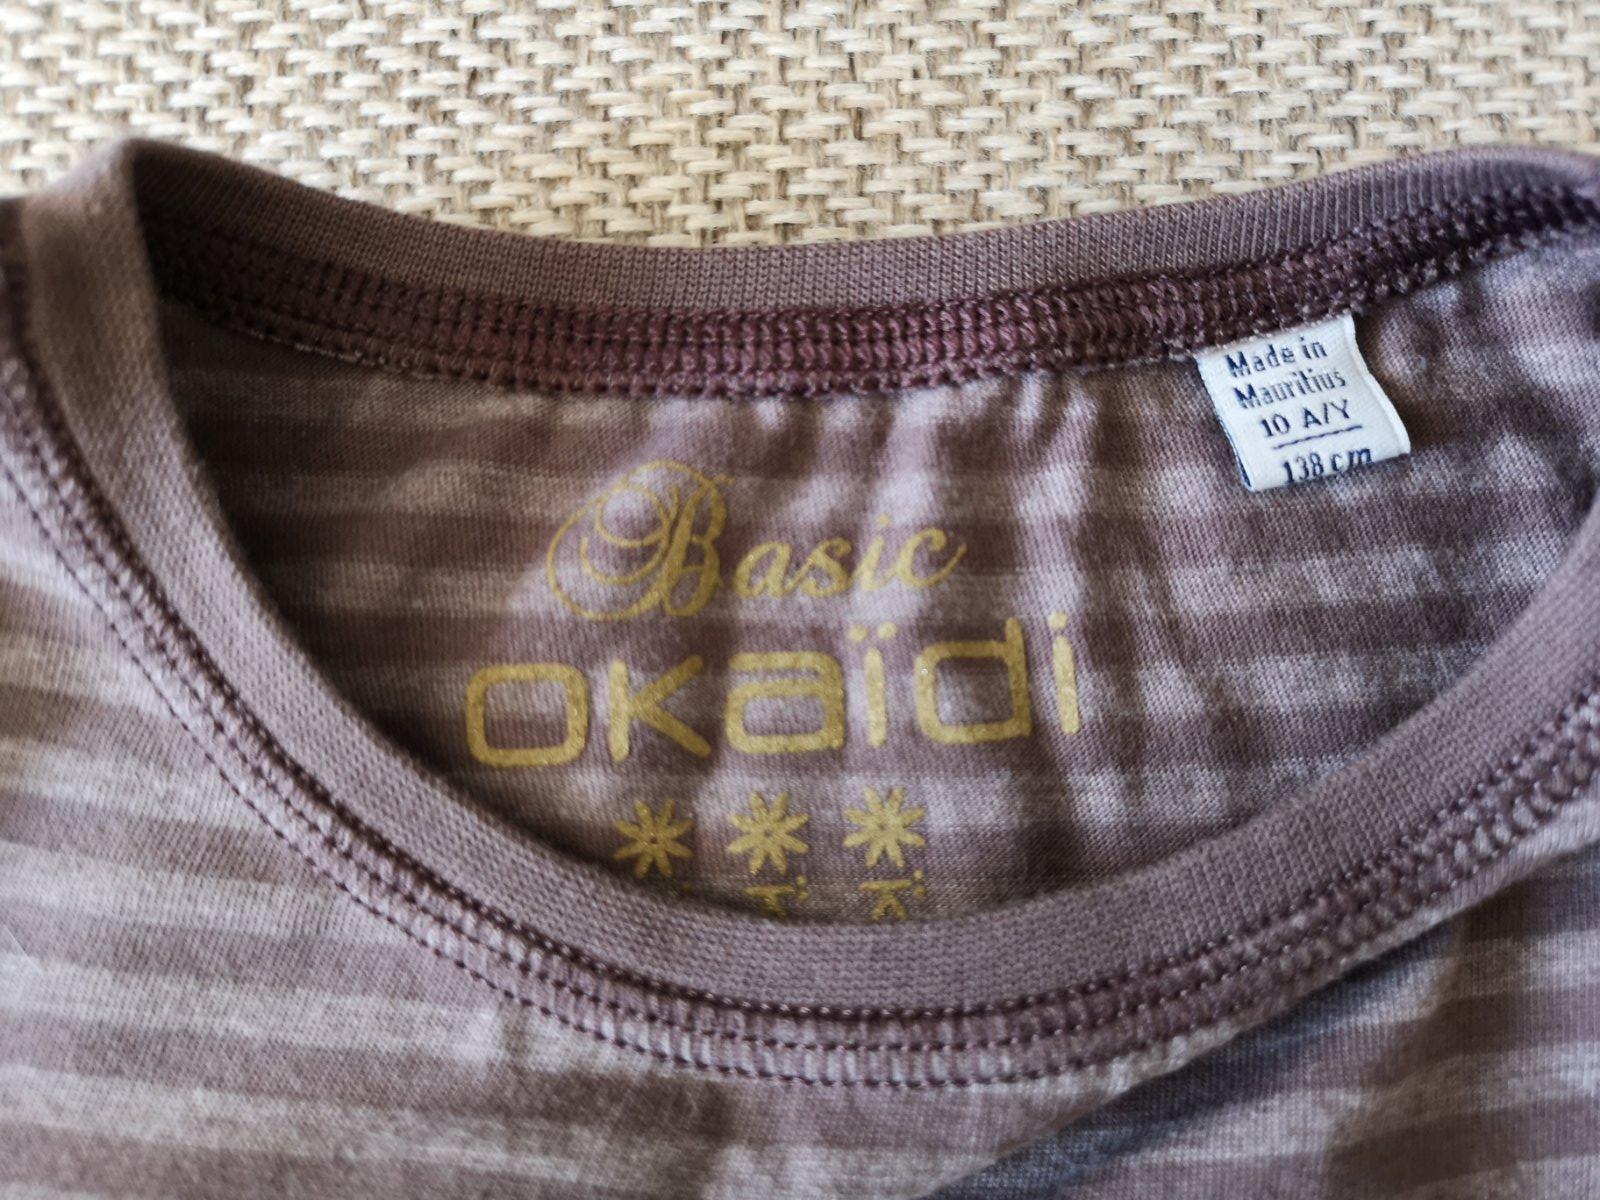 Made in
Mauritius
10 A/Y
138 cm
Basic
okaïdi